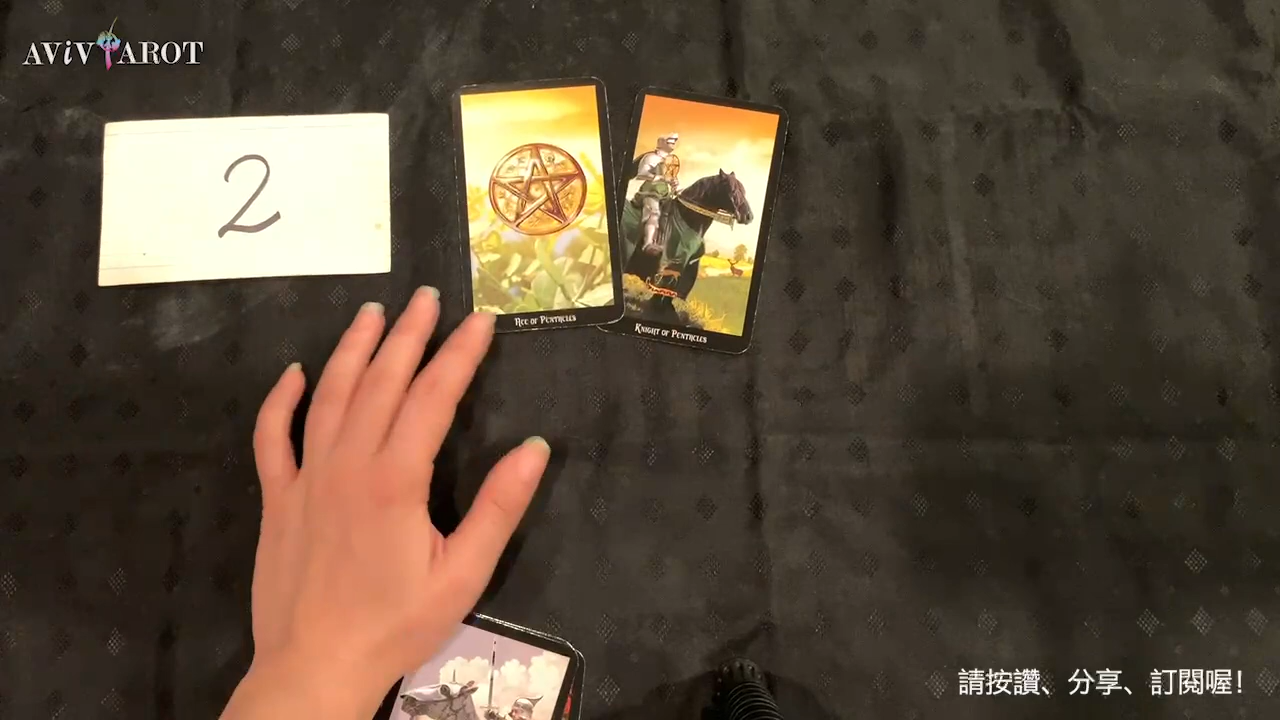 AViV TAROT
2
ACE OF PENTACLES
KNIGHT OF PENTACLES
請按讚、分享、訂閱喔!